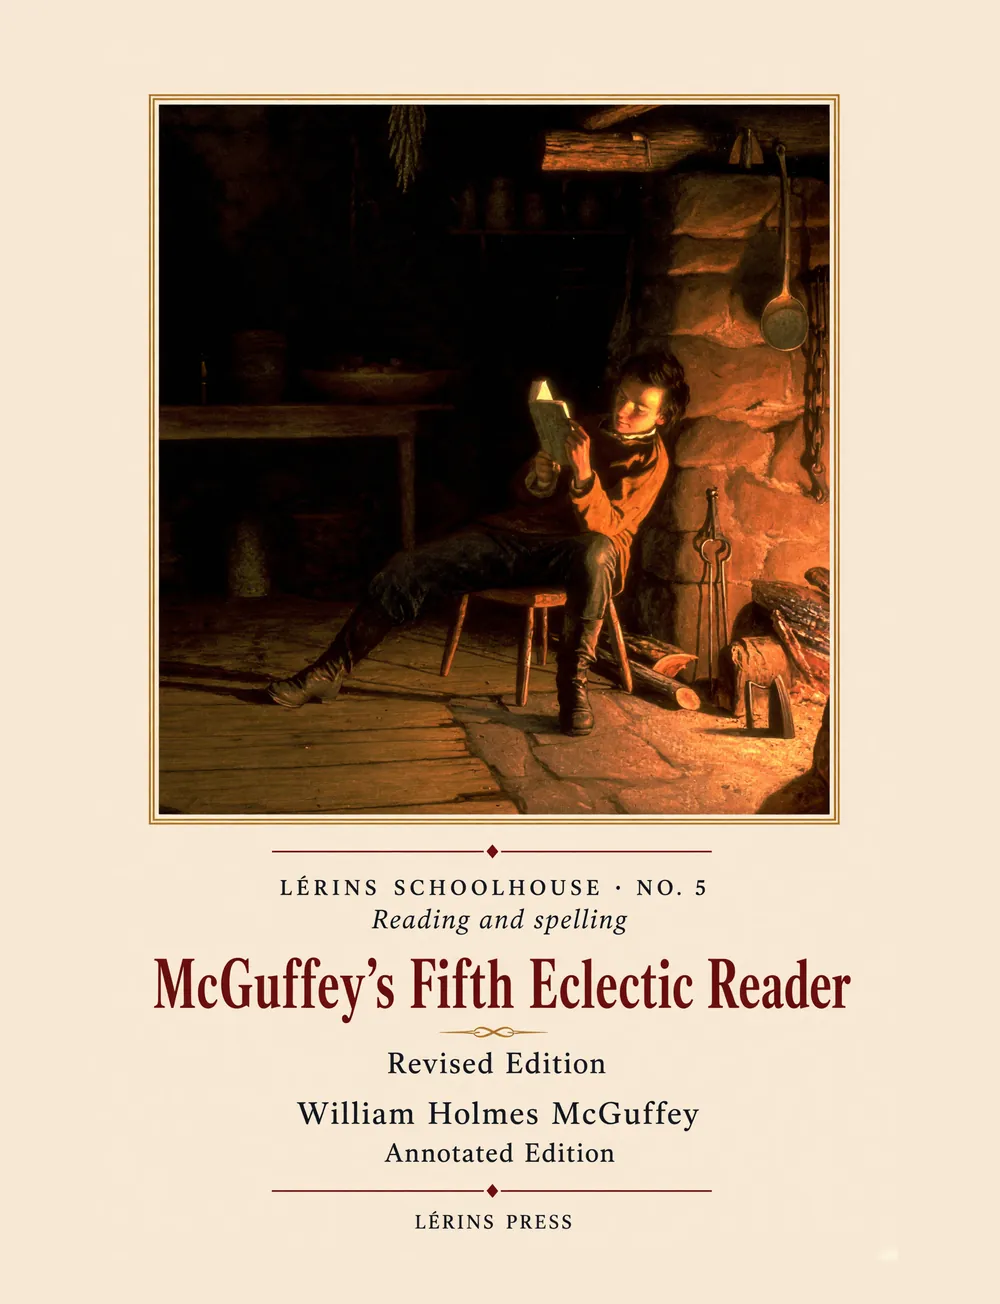 LÉRINS SCHOOLHOUSE · NO. 5
Reading and spelling
McGuffey’s Fifth Eclectic Reader
Revised Edition
William Holmes McGuffey
Annotated Edition
LÉRINS PRESS